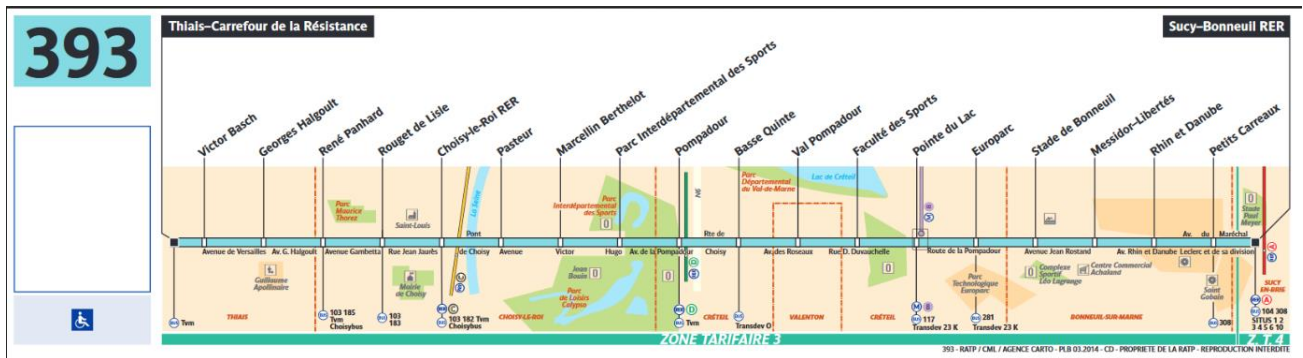 393
Thiais–Carrefour de la Résistance
Sucy–Bonneuil RER
Victor Basch
Georges Halgoult
René Panhard
Rouget de Lisle
Choisy-le-Roi RER
Pasteur
Marcellin Berthelot
Parc Interdépartemental des Sports
Pompadour
Basse Quinte
Val Pompadour
Faculté des Sports
Pointe du Lac
Europarc
Stade de Bonneuil
Messidor–Libertés
Rhin et Danube
Petits Carreaux
Parc
Maurice
Thorez
Saint-Louis
La Seine
Parc
Interdépartemental
des Sports
N6
Parc
Départemental
du Val-de-Marne
Lac de Créteil
M 8
Stade
Paul
Meyer
A
Avenue de Versailles
Av. G. Halgoult
Avenue Gambetta
Rue Jean Jaurès
Pont
de Choisy
Avenue
Victor
Hugo
Av. de la Pompadour
Rte de
Choisy
Av. des Roseaux
Rue D. Duvauchelle
Route de la Pompadour
Avenue Jean Rostand
Av. Rhin et Danube
Av. du Maréchal
Leclerc et de sa division
Guillaume
Apollinaire
Mairie
de Choisy
C
Jean
Bouin
Parc
de Loisirs
Calypso
D
Parc
Technologique
Europarc
Complexe
Sportif
Léo Lagrange
Centre Commercial
Achaland
Saint
Gobain
SUCY
EN-BRIE
THIAIS
CHOISY-LE-ROI
CRÉTEIL
VALENTON
CRÉTEIL
BONNEUIL-SUR-MARNE
Tvm
103 185
Tvm
Choisybus
103
183
RER C
103 182 Tvm
Choisybus
RER D
Tvm
Transdev O
M 8
117
Transdev 23 K
281
Transdev 23 K
308
RER A
104 308
SITUS 1 2
3 4 5 6 10
ZONE TARIFAIRE 3
Z. T. 4
393 - RATP / CML / AGENCE CARTO - PLB 03.2014 - CD - PROPRIETE DE LA RATP - REPRODUCTION INTERDITE